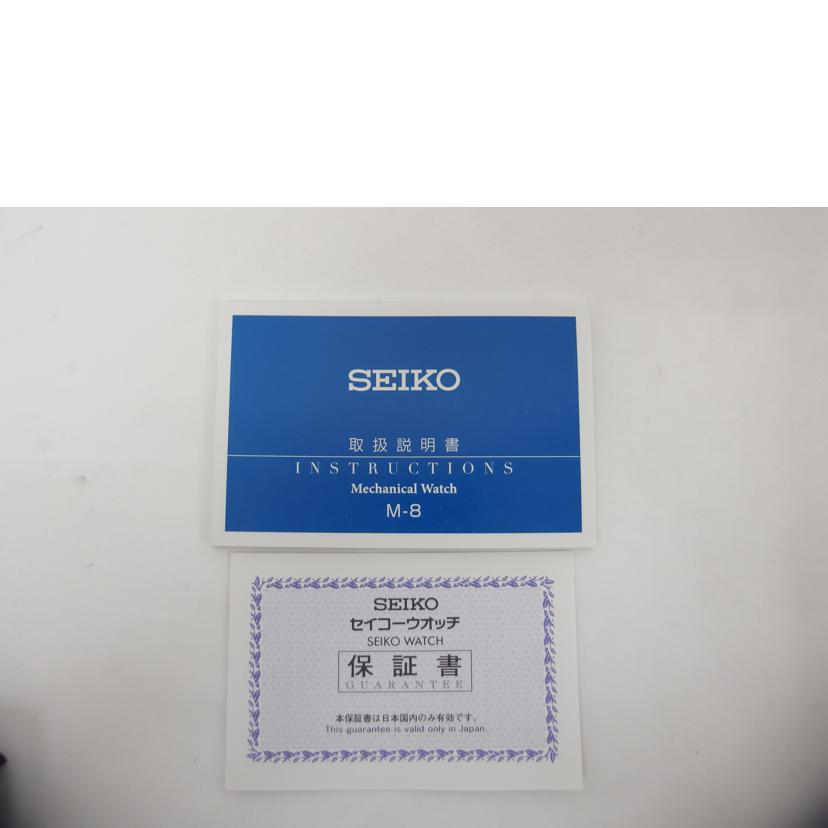 SEIKO
取扱説明書
INSTRUCTIONS
Mechanical Watch
M-8
SEIKO
セイコーウオッチ
SEIKO WATCH
保証書
GUARANTEE
本保証書は日本国内のみ有効です。
This guarantee is valid only in Japan.